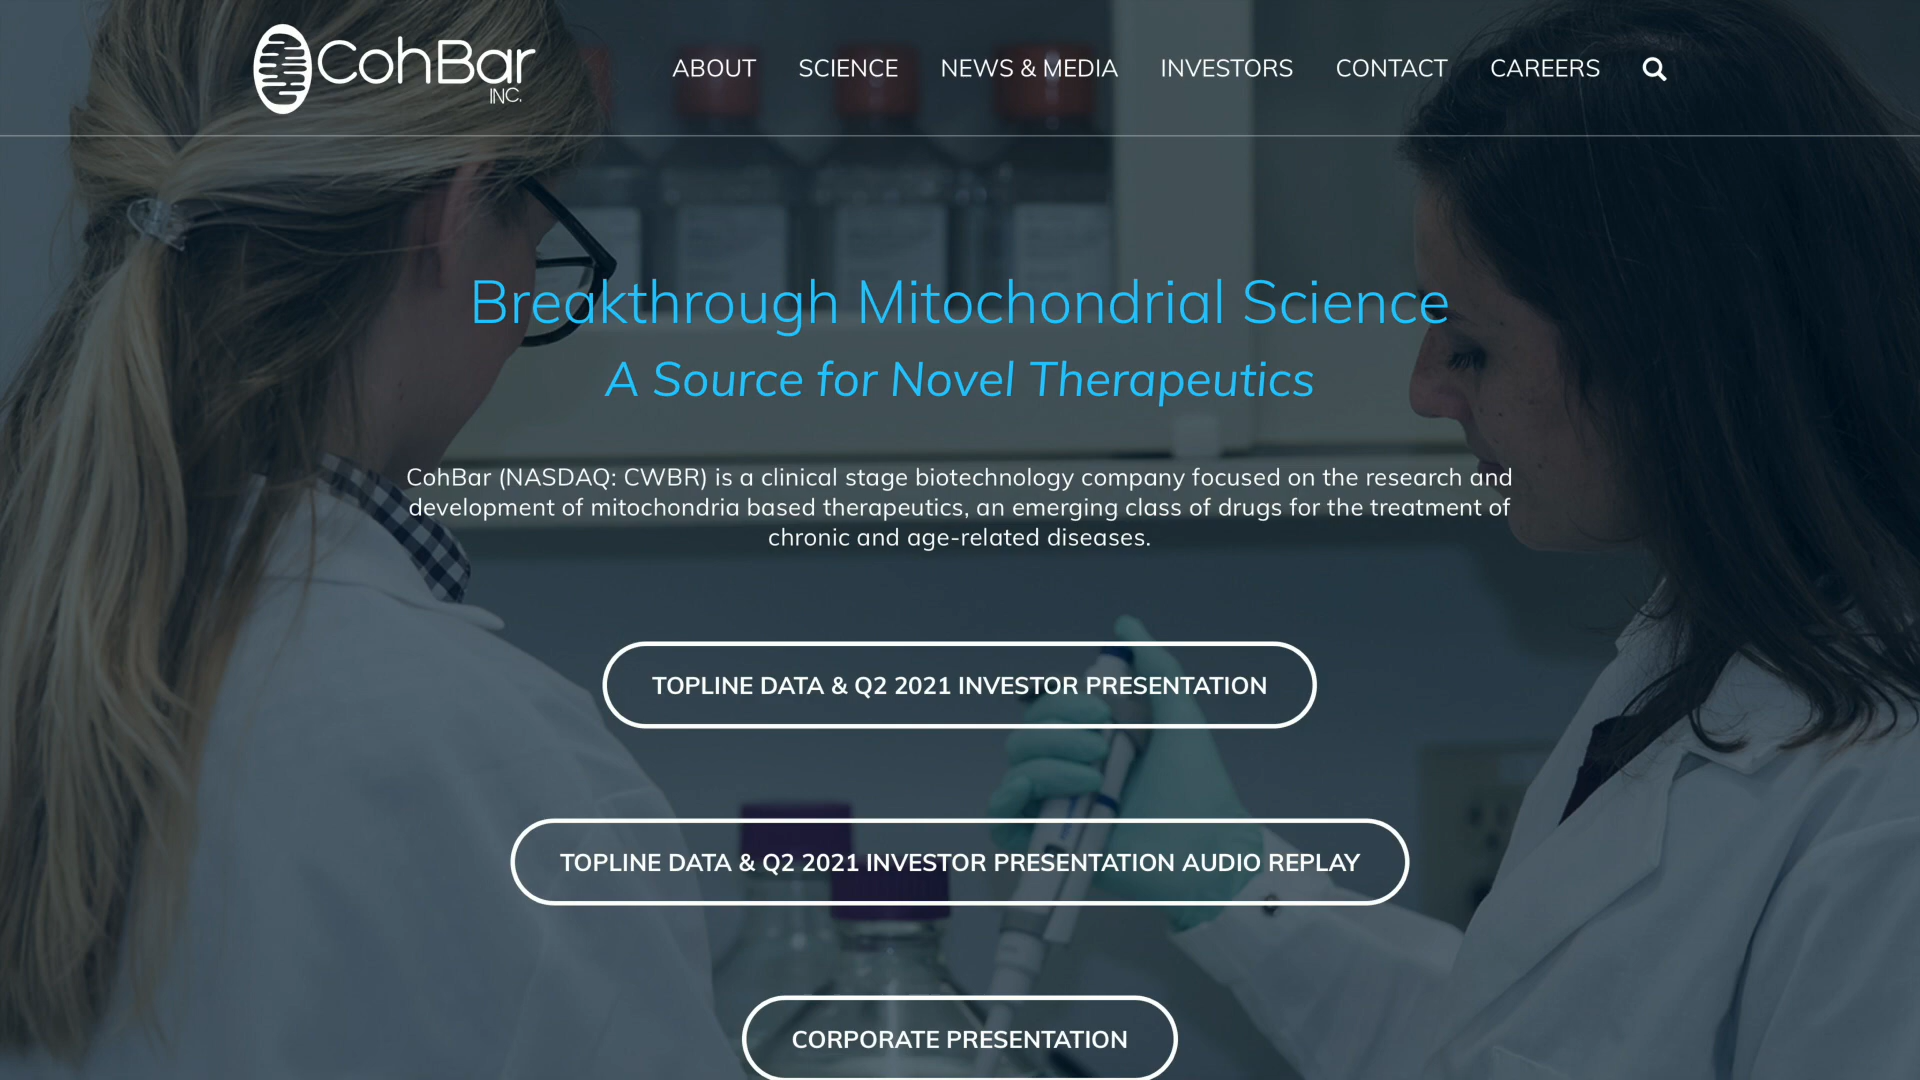 CohBar
INC.
ABOUT SCIENCE NEWS & MEDIA INVESTORS CONTACT CAREERS
Breakthrough Mitochondrial Science
A Source for Novel Therapeutics
CohBar (NASDAQ: CWBR) is a clinical stage biotechnology company focused on the research and
development of mitochondria based therapeutics, an emerging class of drugs for the treatment of
chronic and age-related diseases.
TOPLINE DATA & Q2 2021 INVESTOR PRESENTATION
TOPLINE DATA & Q2 2021 INVESTOR PRESENTATION AUDIO REPLAY
CORPORATE PRESENTATION